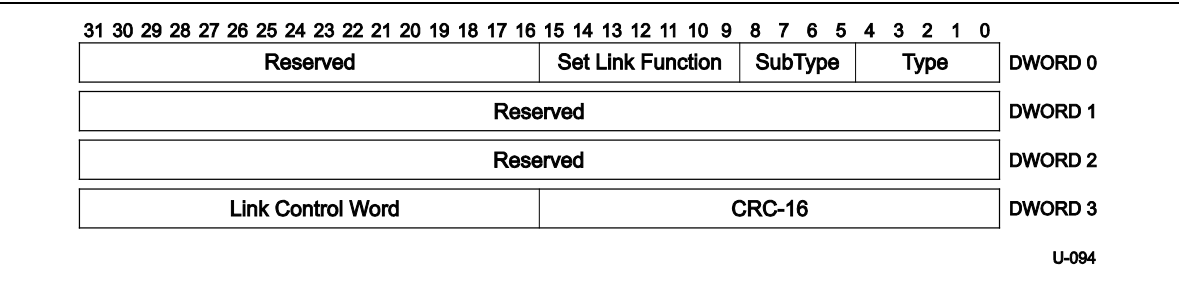 31 30 29 28 27 26 25 24 23 22 21 20 19 18 17 16 15 14 13 12 11 10 9 8 7 6 5 4 3 2 1 0
Reserved Set Link Function SubType Type DWORD 0
Reserved DWORD 1
Reserved DWORD 2
Link Control Word CRC-16 DWORD 3
U-094